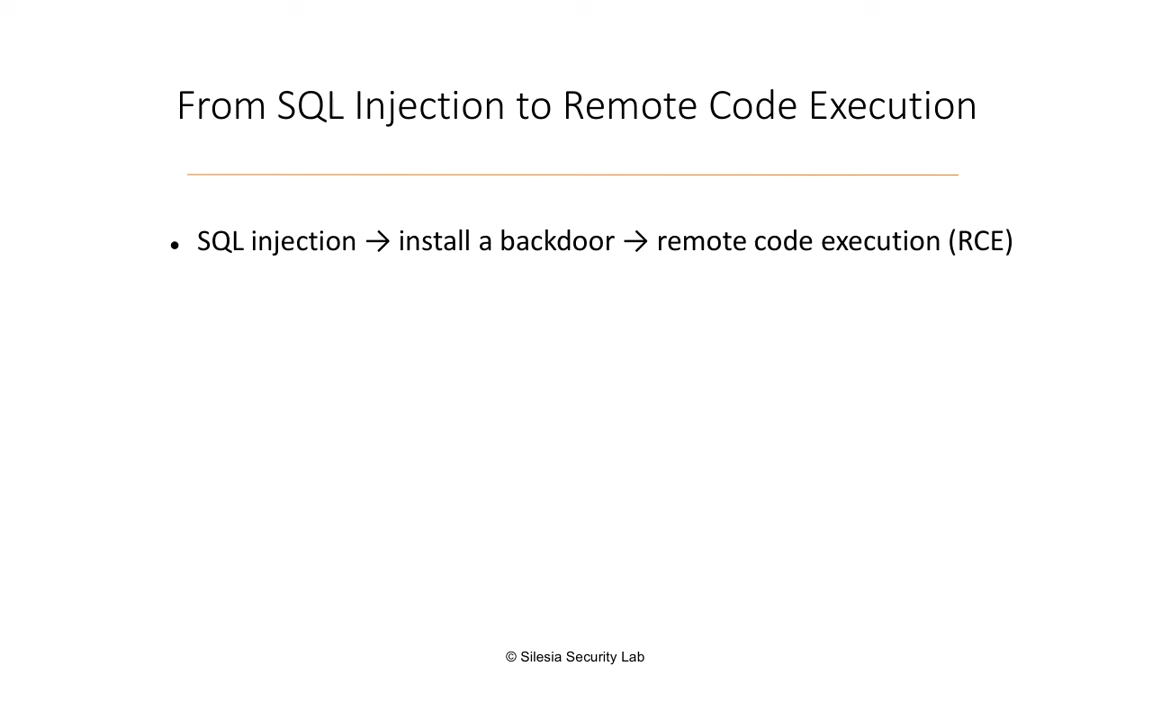 From SQL Injection to Remote Code Execution
• SQL injection → install a backdoor → remote code execution (RCE)
© Silesia Security Lab